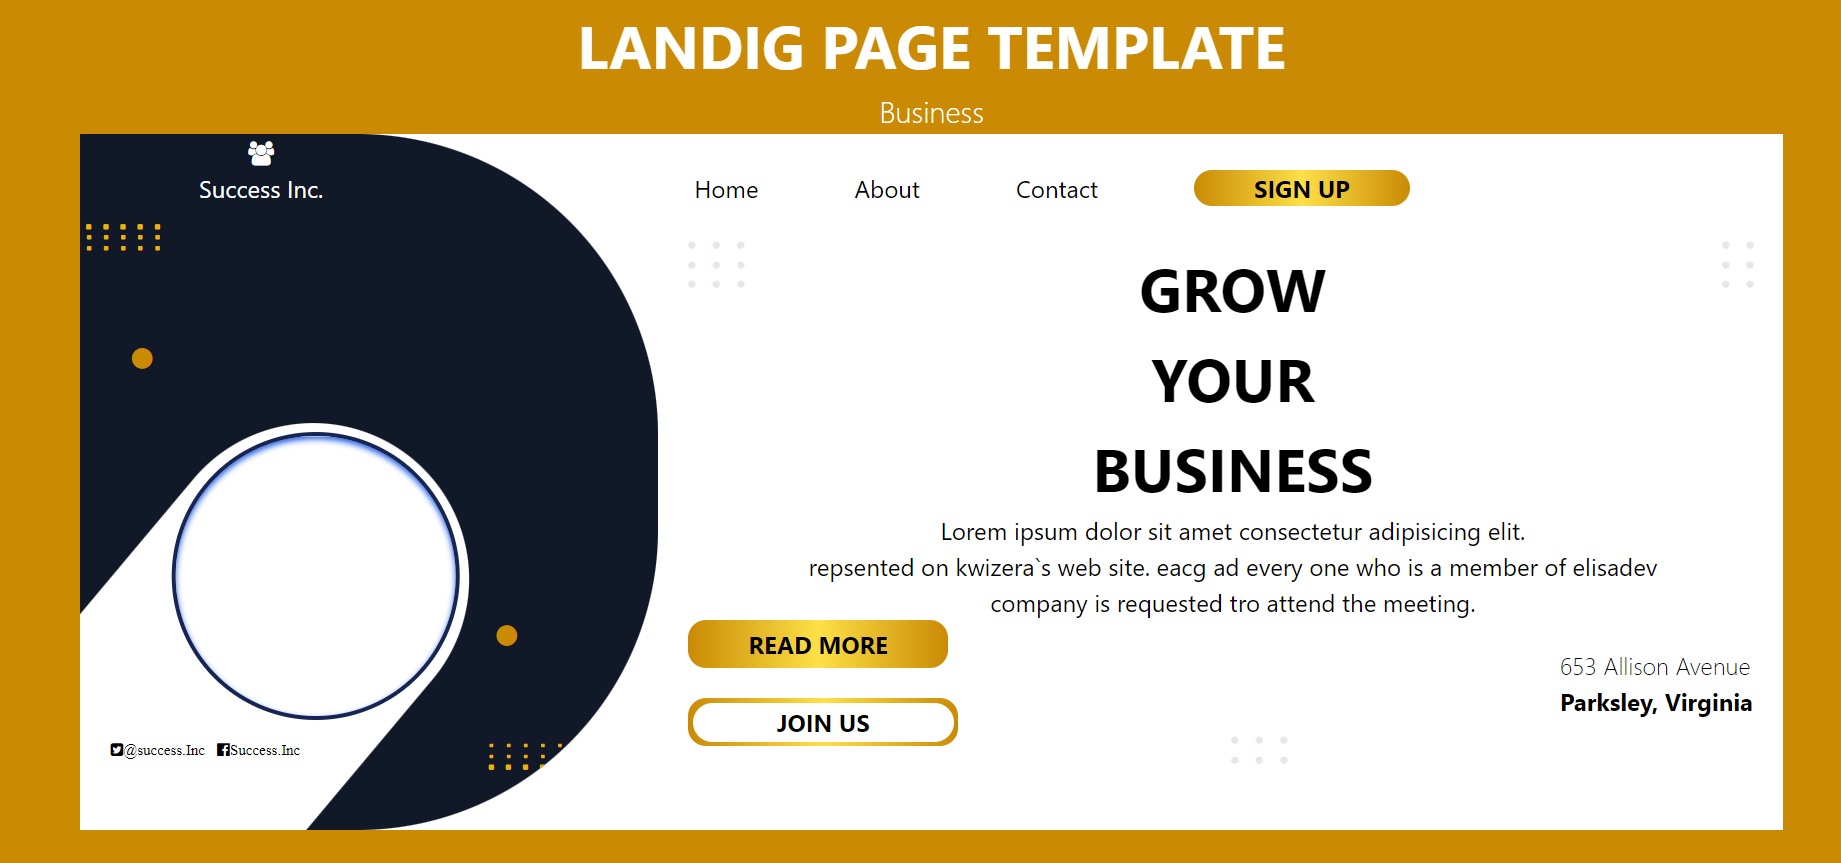 LANDIG PAGE TEMPLATE
Business
Success Inc.
Home About Contact SIGN UP
GROW
YOUR
BUSINESS
Lorem ipsum dolor sit amet consectetur adipisicing elit.
repsented on kwizera`s web site. eacg ad every one who is a member of elisadev
company is requested tro attend the meeting.
READ MORE
JOIN US
653 Allison Avenue
Parksley, Virginia
@success.Inc Success.Inc